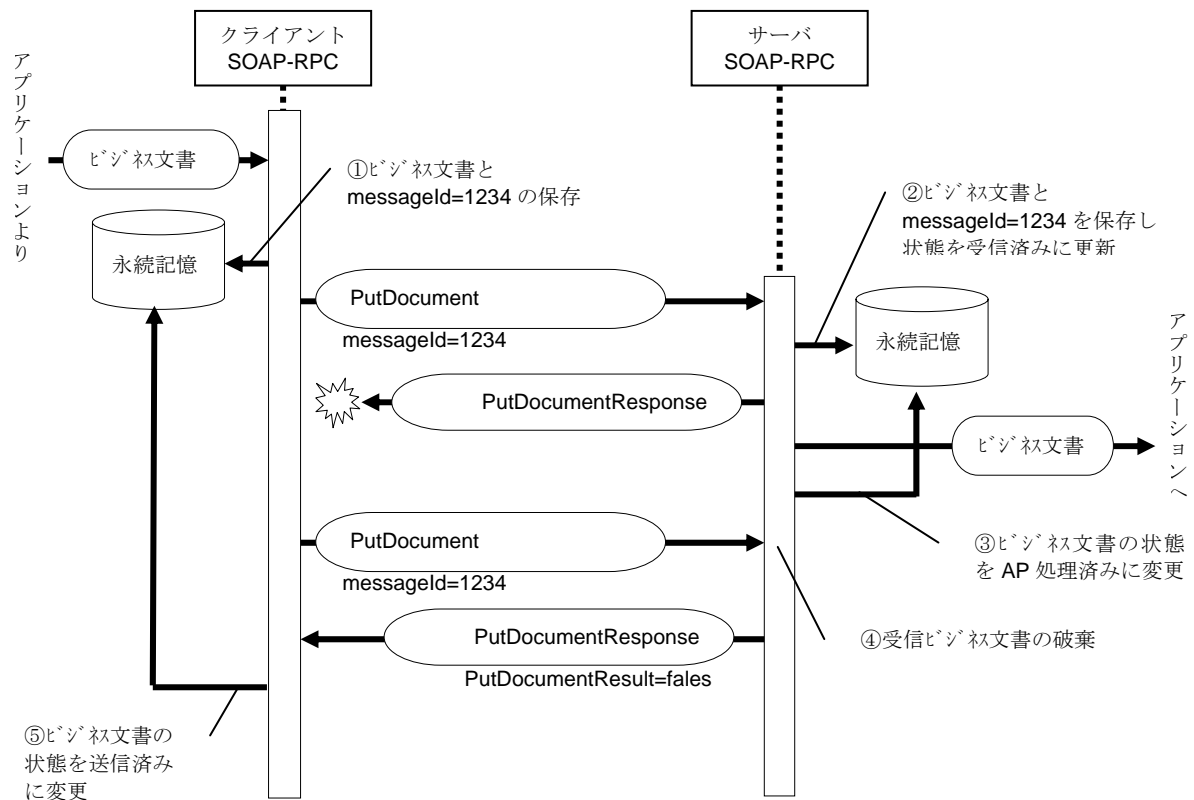 クライアント
SOAP-RPC
サーバ
SOAP-RPC
アプリケーションより
ﾋﾞｼﾞﾈｽ文書
①ﾋﾞｼﾞﾈｽ文書と
messageId=1234 の保存
永続記憶
②ﾋﾞｼﾞﾈｽ文書と
messageId=1234 を保存し
状態を受信済みに更新
PutDocument
messageId=1234
永続記憶
アプリケーションへ
PutDocumentResponse
ﾋﾞｼﾞﾈｽ文書
PutDocument
messageId=1234
③ﾋﾞｼﾞﾈｽ文書の状態
を AP 処理済みに変更
PutDocumentResponse
PutDocumentResult=fales
④受信ﾋﾞｼﾞﾈｽ文書の破棄
⑤ﾋﾞｼﾞﾈｽ文書の
状態を送信済み
に変更